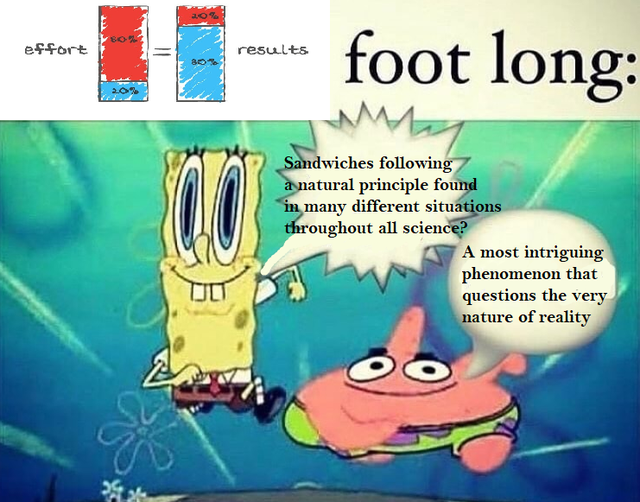 effort 80% 20% = 20% 80% results
foot long:
Sandwiches following
a natural principle found
in many different situations
throughout all science?
A most intriguing
phenomenon that
questions the very
nature of reality